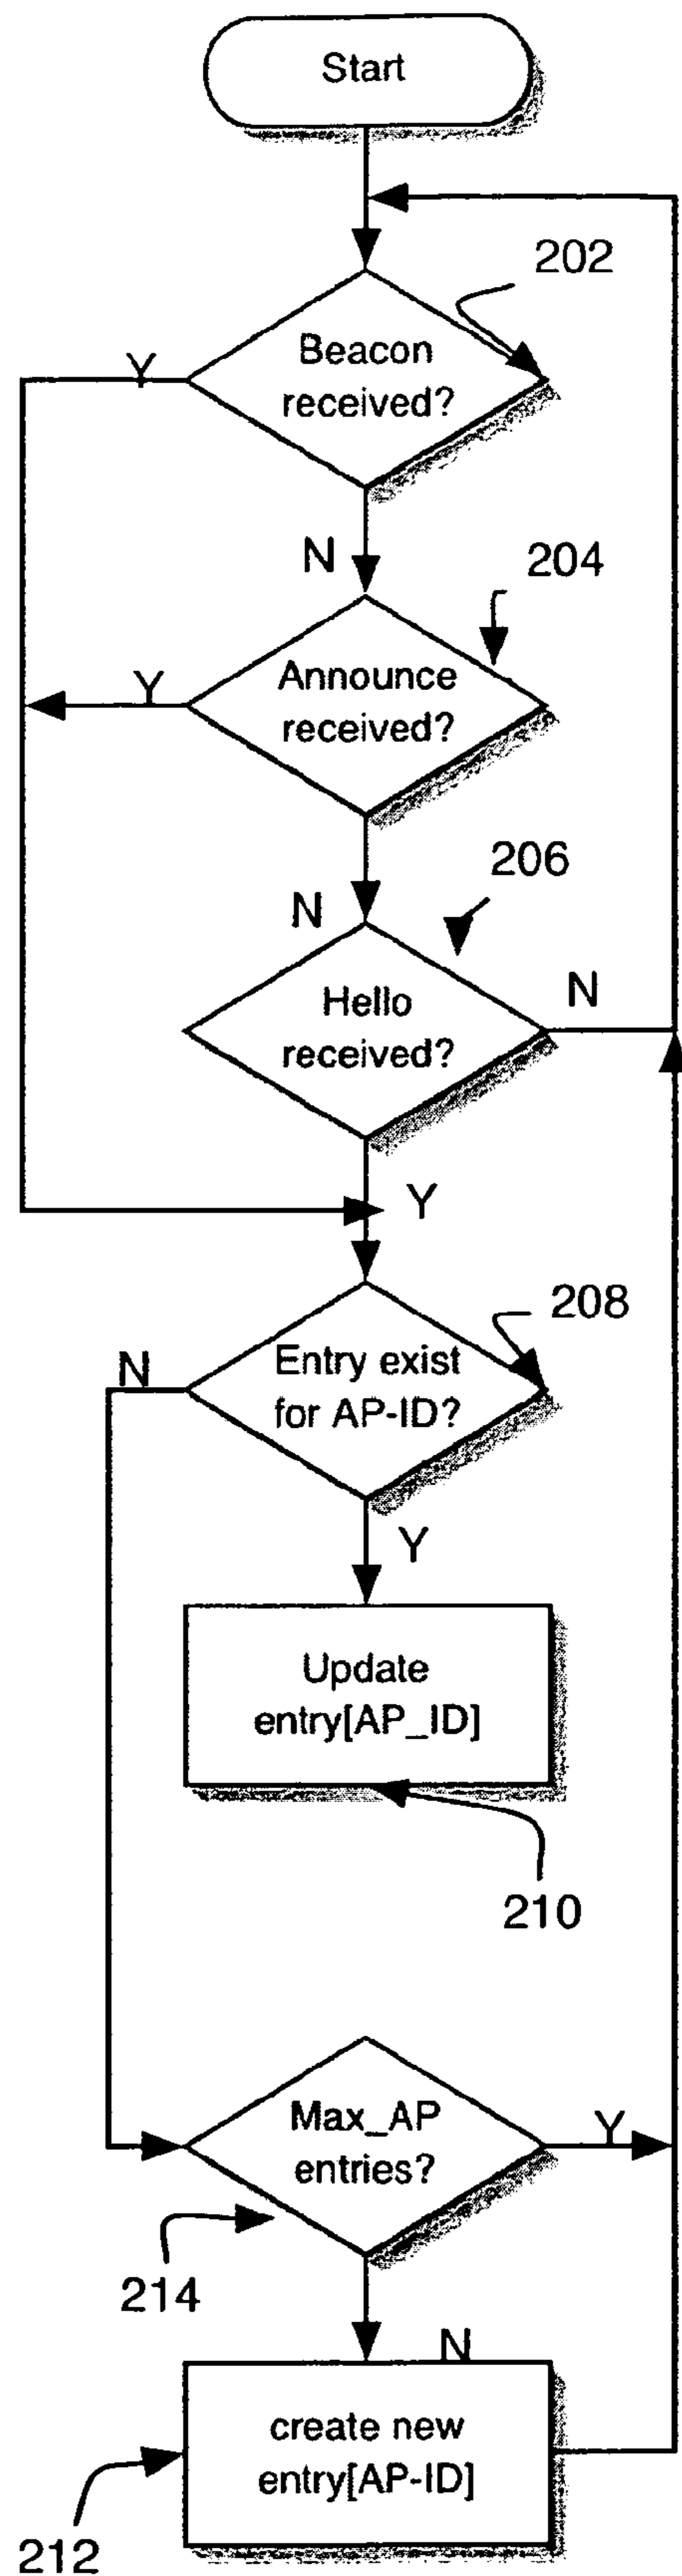 Start
202
Beacon
received?
Y
N
204
Announce
received?
Y
206
N
Hello
received?
N
Y
208
Entry exist
for AP-ID?
N
Y
Update
entry[AP_ID]
210
Max_AP
entries?
Y
214
N
create new
entry[AP-ID]
212